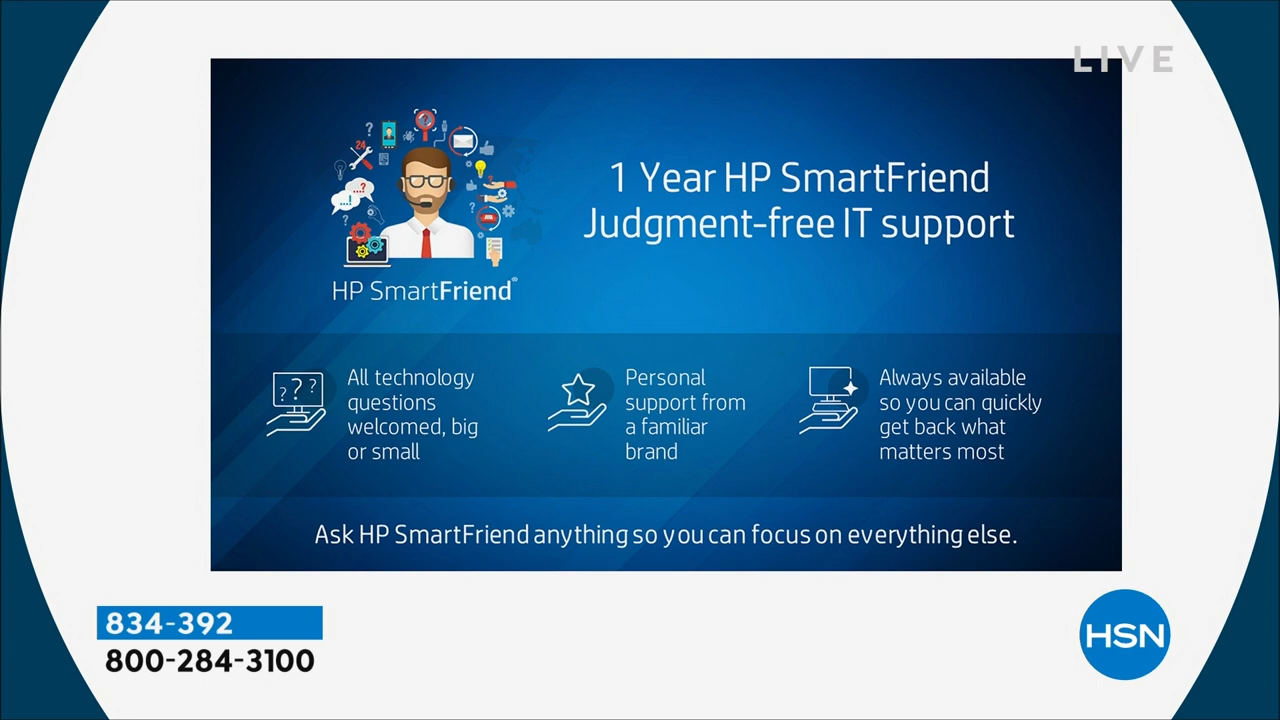 LIVE
1 Year HP SmartFriend
Judgment-free IT support
24
HP SmartFriend®
All technology
questions
welcomed, big
or small
Personal
support from
a familiar
brand
Always available
so you can quickly
get back what
matters most
Ask HP SmartFriend anything so you can focus on everything else.
834-392
800-284-3100
HSN